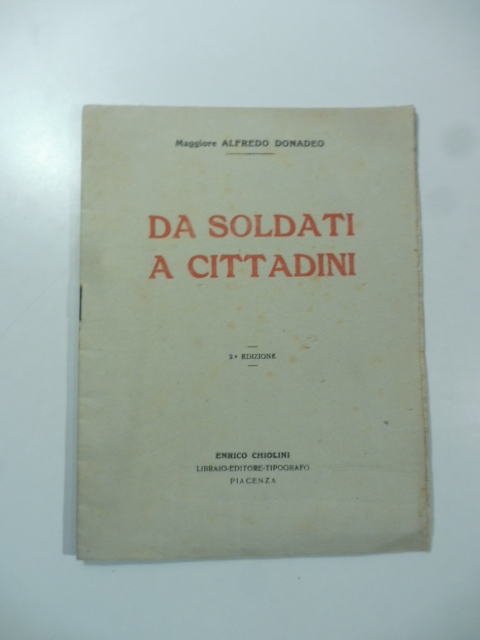 Maggiore ALFREDO DONADEO
DA SOLDATI
A CITTADINI
2ª EDIZIONE
ENRICO CHIOLINI
LIBRAIO-EDITORE-TIPOGRAFO
PIACENZA